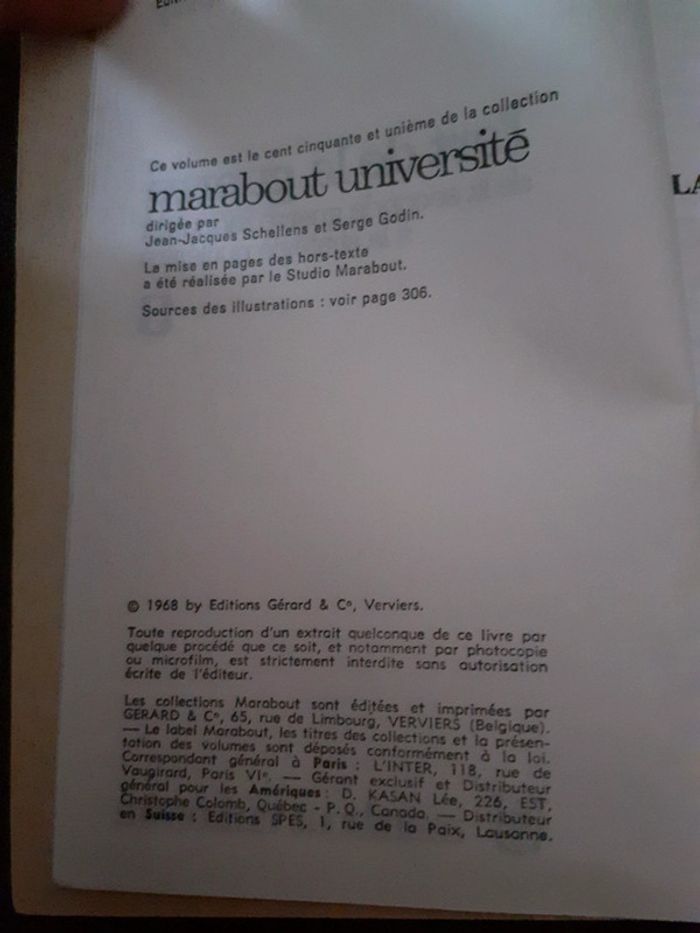 Ce volume est le cent cinquante et unième de la collection
marabout université
dirigée par
Jean-Jacques Schellens et Serge Godin.
La mise en pages des hors-texte
a été réalisée par le Studio Marabout.
Sources des illustrations : voir page 306.
LA
© 1968 by Editions Gérard & C°, Verviers.
Toute reproduction d'un extrait quelconque de ce livre par
quelque procédé que ce soit, et notamment par photocopie
ou microfilm, est strictement interdite sans autorisation
écrite de l'éditeur.
Les collections Marabout sont éditées et imprimées par
GERARD & C°, 65, rue de Limbourg, VERVIERS (Belgique).
— Le label Marabout, les titres des collections et la présen-
tation des volumes sont déposés conformément à la loi.
Correspondant général à Paris : L'INTER, 118, rue de
Vaugirard, Paris VIe. — Gérant exclusif et Distributeur
général pour les Amériques : D. KASAN Lée, 226, EST,
Christophe Colomb, Québec - P.Q., Canada. — Distributeur
en Suisse : Editions SPES, 1, rue de la Paix, Lausanne.